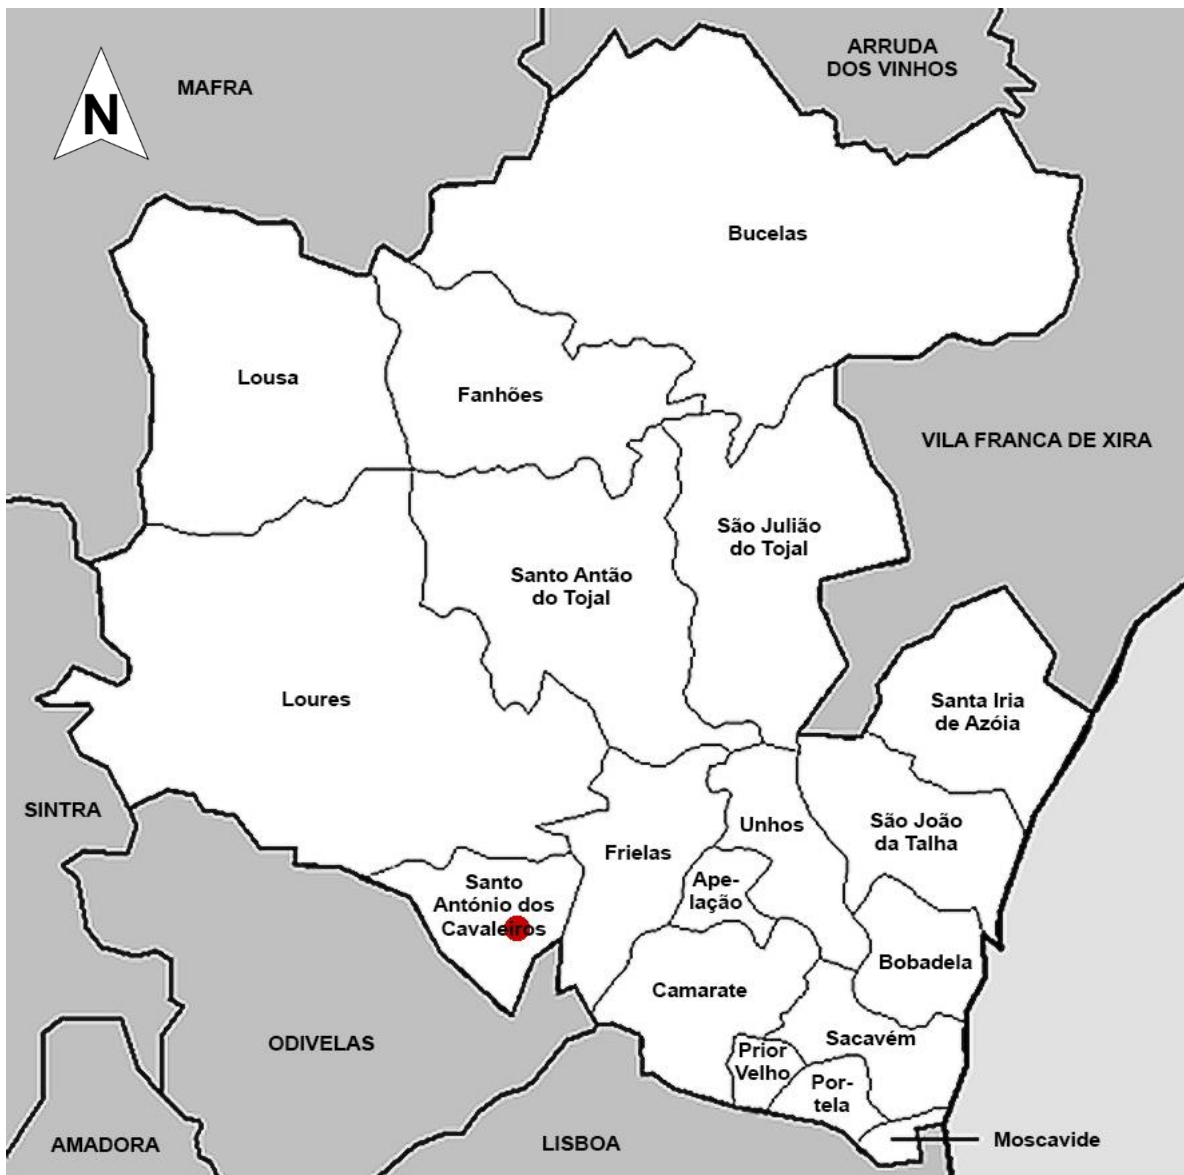 ARRUDA
DOS VINHOS
MAFRA
N
Bucelas
Lousa
Fanhões
VILA FRANCA DE XIRA
São Julião
do Tojal
Santo Antão
do Tojal
Loures
Santa Iria
de Azóia
SINTRA
São João
da Talha
Unhos
Frielas
Santo
António dos
Cavaleiros
Ape-
lação
Bobadela
Camarate
ODIVELAS
Sacavém
Prior
Velho
Por-
tela
AMADORA
LISBOA
Moscavide